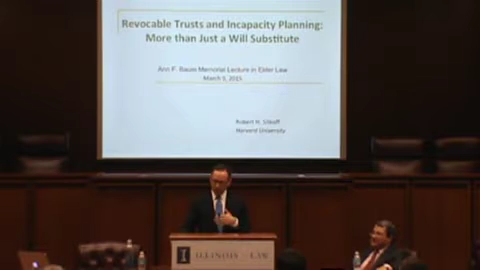 Revocable Trusts and Incapacity Planning:
More than Just a Will Substitute
Ann F. Baum Memorial Lecture in Elder Law
March 9, 2015
Robert H. Sitkoff
Harvard University
I ILLINOIS LAW